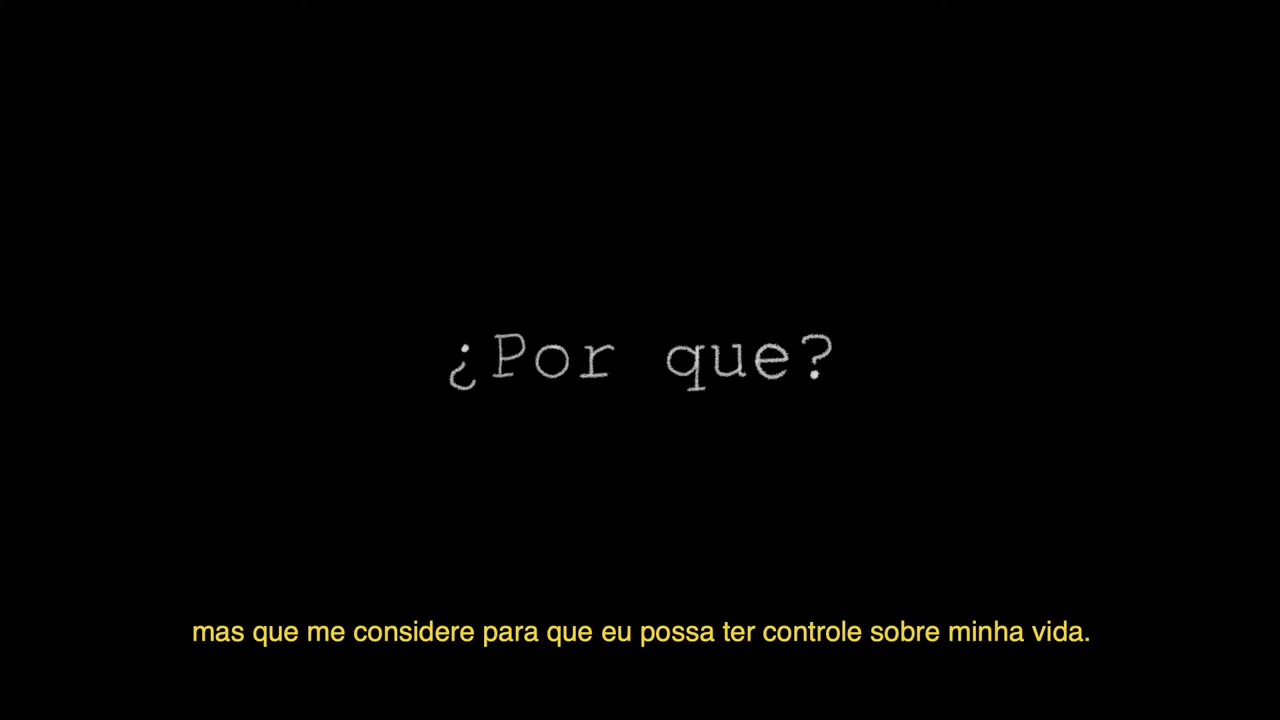 ¿Por que?
mas que me considere para que eu possa ter controle sobre minha vida.